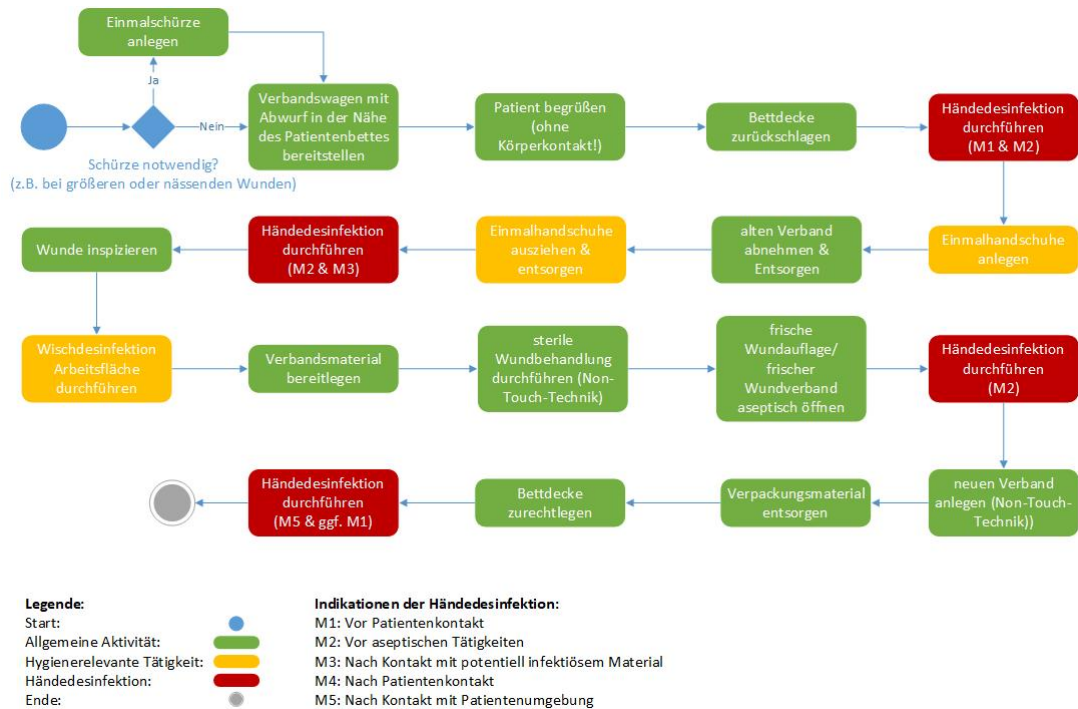 Einmalschürze
anlegen
Ja
Nein
Schürze notwendig?
(z.B. bei größeren oder nässenden Wunden)
Verbandswagen mit
Abwurf in der Nähe
des Patientenbettes
bereitstellen
Patient begrüßen
(ohne
Körperkontakt!)
Bettdecke
zurückschlagen
Händedesinfektion
durchführen
(M1 & M2)
Einmalhandschuhe
anlegen
alten Verband
abnehmen &
Entsorgen
Einmalhandschuhe
ausziehen &
entsorgen
Händedesinfektion
durchführen
(M2 & M3)
Wunde inspizieren
Wischdesinfektion
Arbeitsfläche
durchführen
Verbandsmaterial
bereitlegen
sterile
Wundbehandlung
durchführen (Non-
Touch-Technik)
frische
Wundauflage/
frischer
Wundverband
aseptisch öffnen
Händedesinfektion
durchführen
(M2)
neuen Verband
anlegen (Non-Touch-
Technik))
Verpackungsmaterial
entsorgen
Bettdecke
zurechtlegen
Händedesinfektion
durchführen
(M5 & ggf. M1)
Legende:
Start:
Allgemeine Aktivität:
Hygienerelevante Tätigkeit:
Händedesinfektion:
Ende:
Indikationen der Händedesinfektion:
M1: Vor Patientenkontakt
M2: Vor aseptischen Tätigkeiten
M3: Nach Kontakt mit potentiell infektiösem Material
M4: Nach Patientenkontakt
M5: Nach Kontakt mit Patientenumgebung